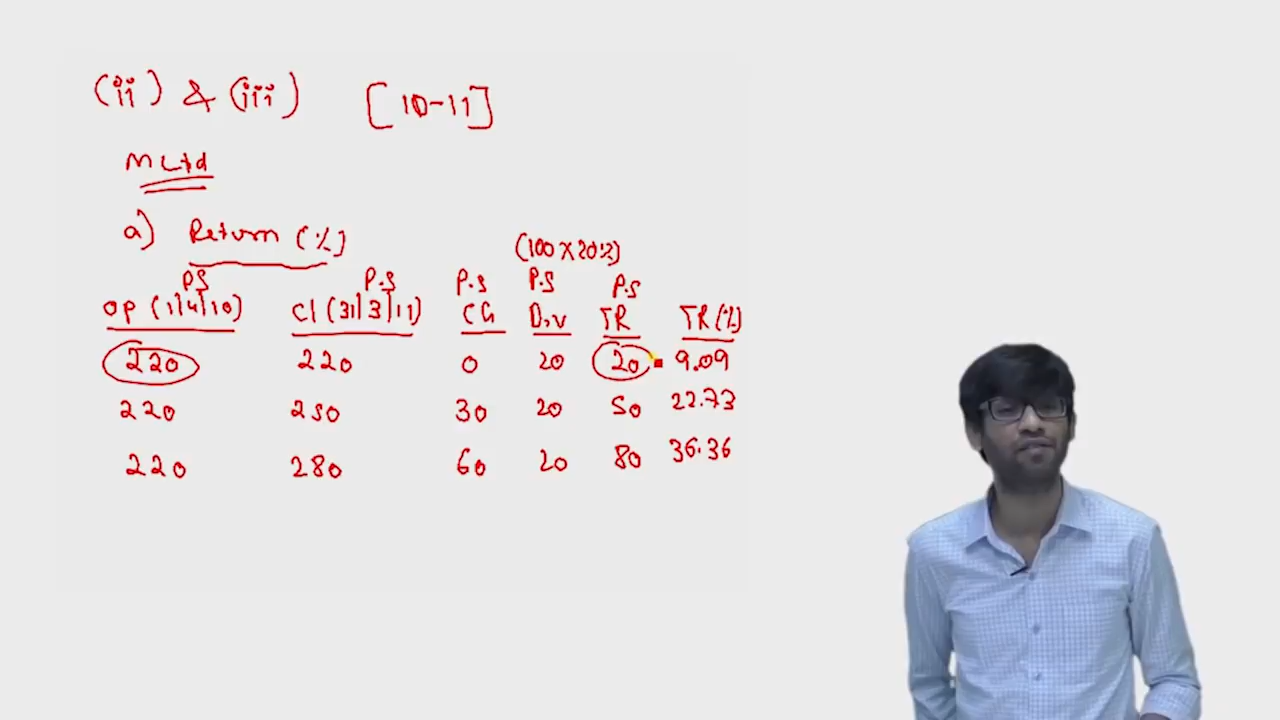 (ii) & (iii) [10-11]
M Ltd
a) Return (%)
(100 X 20%)
P.S P.S P.S P.S P.S
OP (1|4|10) Cl (31|3|11) CG Div TR TR (%)
220 220 0 20 20 9.09
220 250 30 20 50 22.73
220 280 60 20 80 36.36